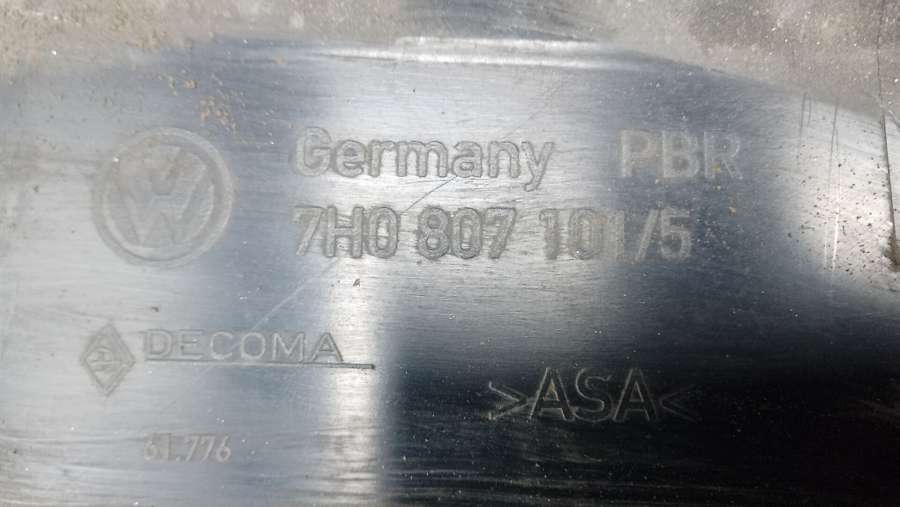 Germany PBR
7H0 807 101/5
DECOMA
>ASA<
61.776